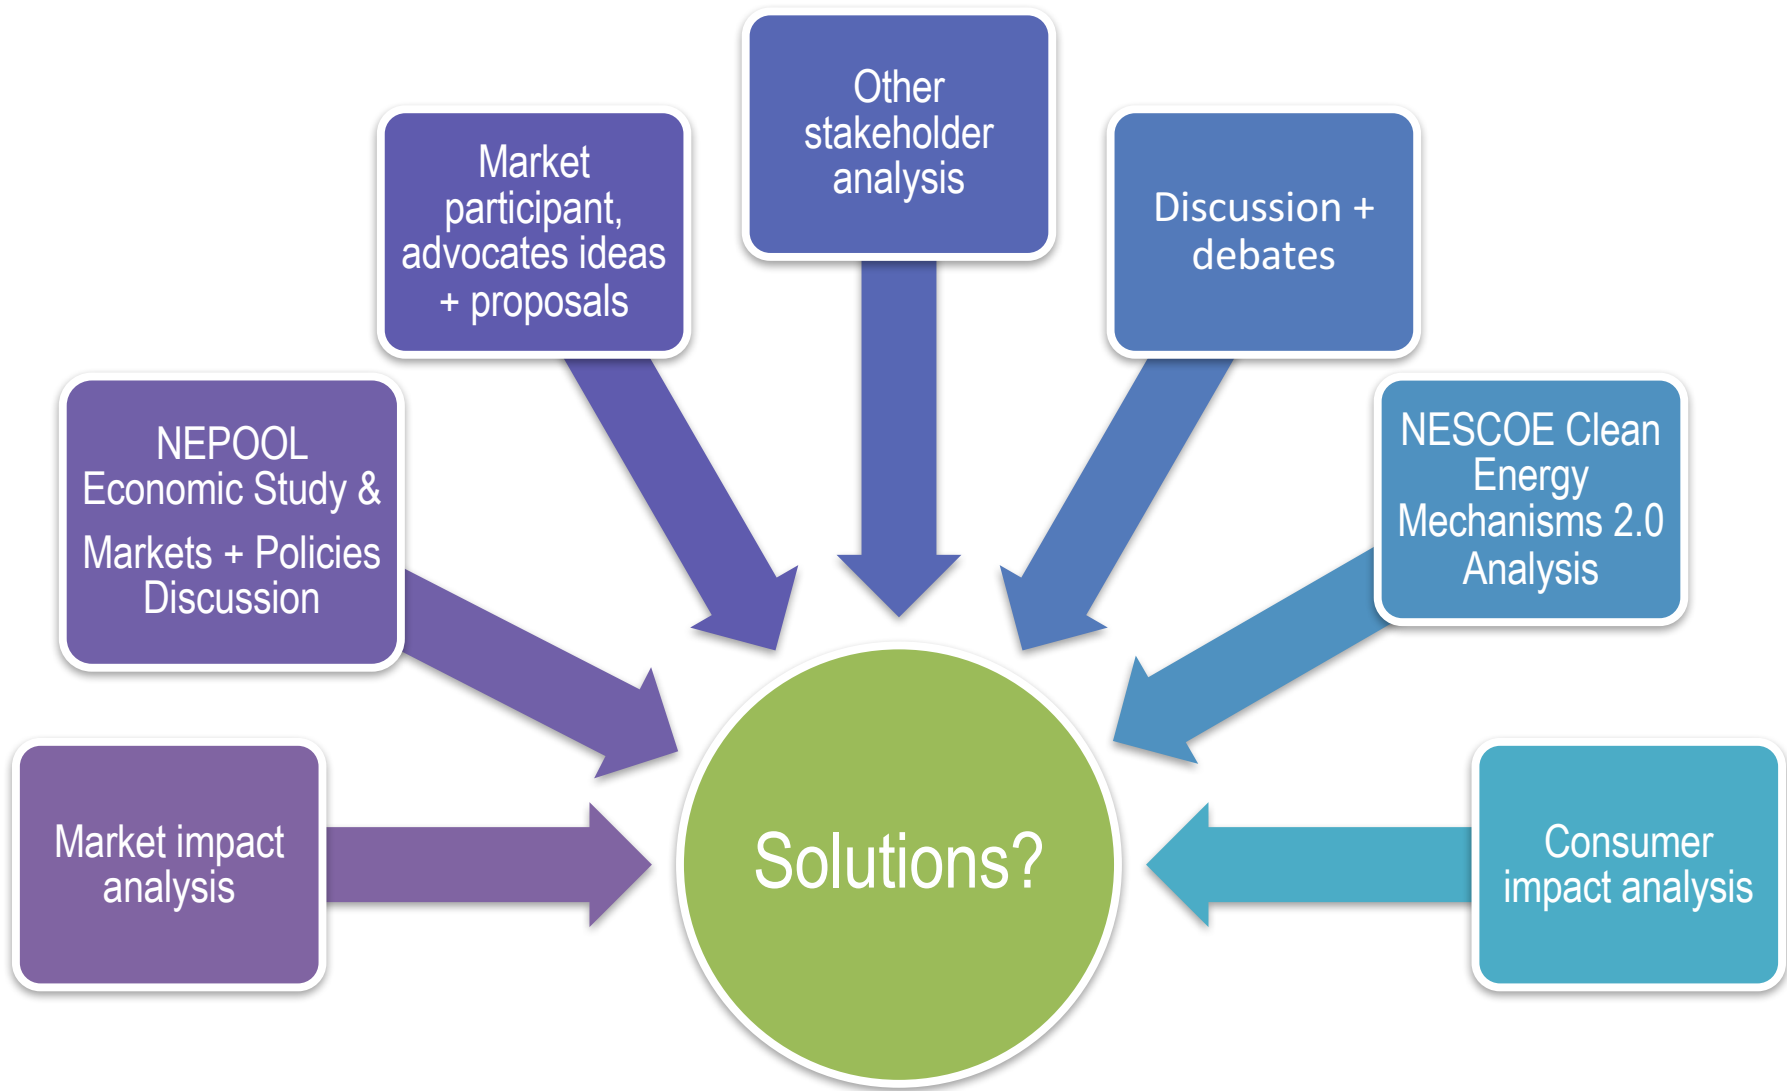 Other
stakeholder
analysis
Market
participant,
advocates ideas
+ proposals
Discussion +
debates
NEPOOL
Economic Study &
Markets + Policies
Discussion
NESCOE Clean
Energy
Mechanisms 2.0
Analysis
Market impact
analysis
Solutions?
Consumer
impact analysis